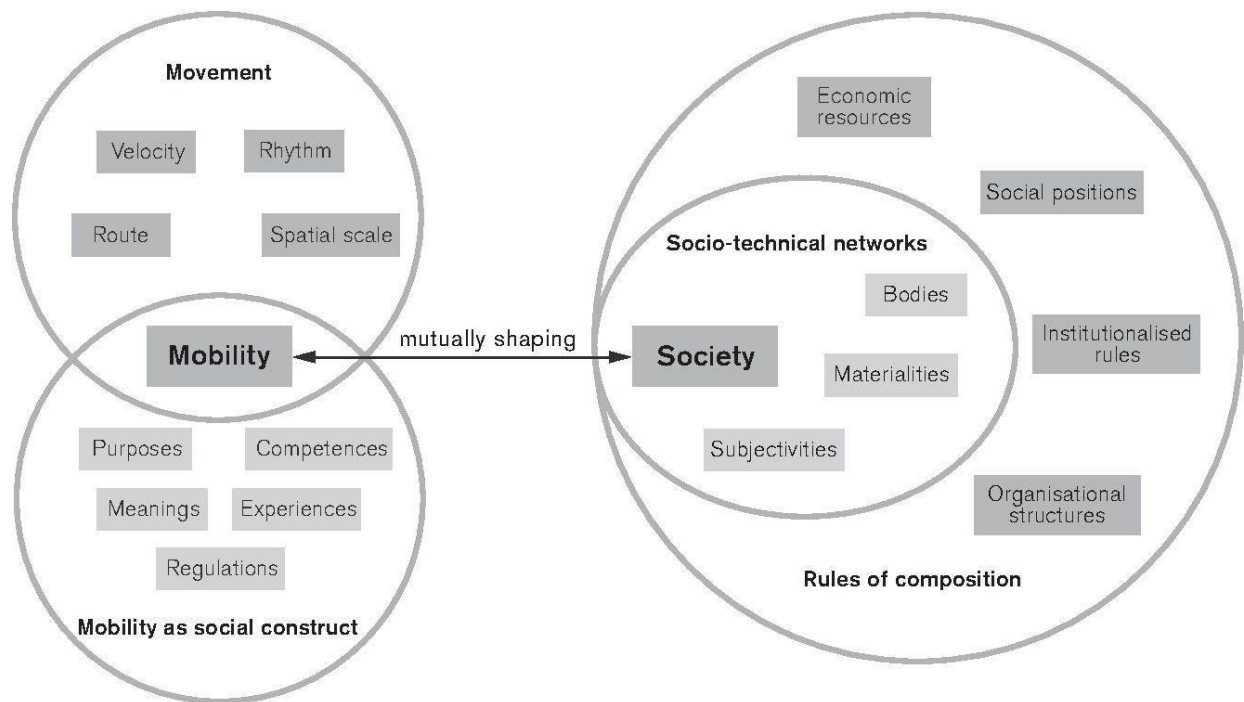 Movement
Velocity
Rhythm
Route
Spatial scale
Mobility
Purposes
Competences
Meanings
Experiences
Regulations
Mobility as social construct
mutually shaping
Economic
resources
Social positions
Socio-technical networks
Bodies
Society
Materialities
Institutionalised
rules
Subjectivities
Organisational
structures
Rules of composition